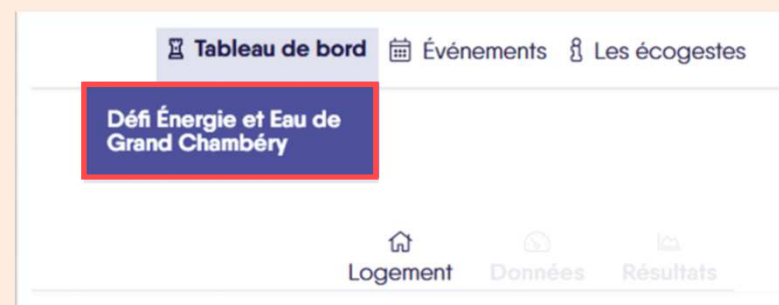 Tableau de bord Événements Les écogestes
Défi Énergie et Eau de
Grand Chambéry
Logement Données Résultats